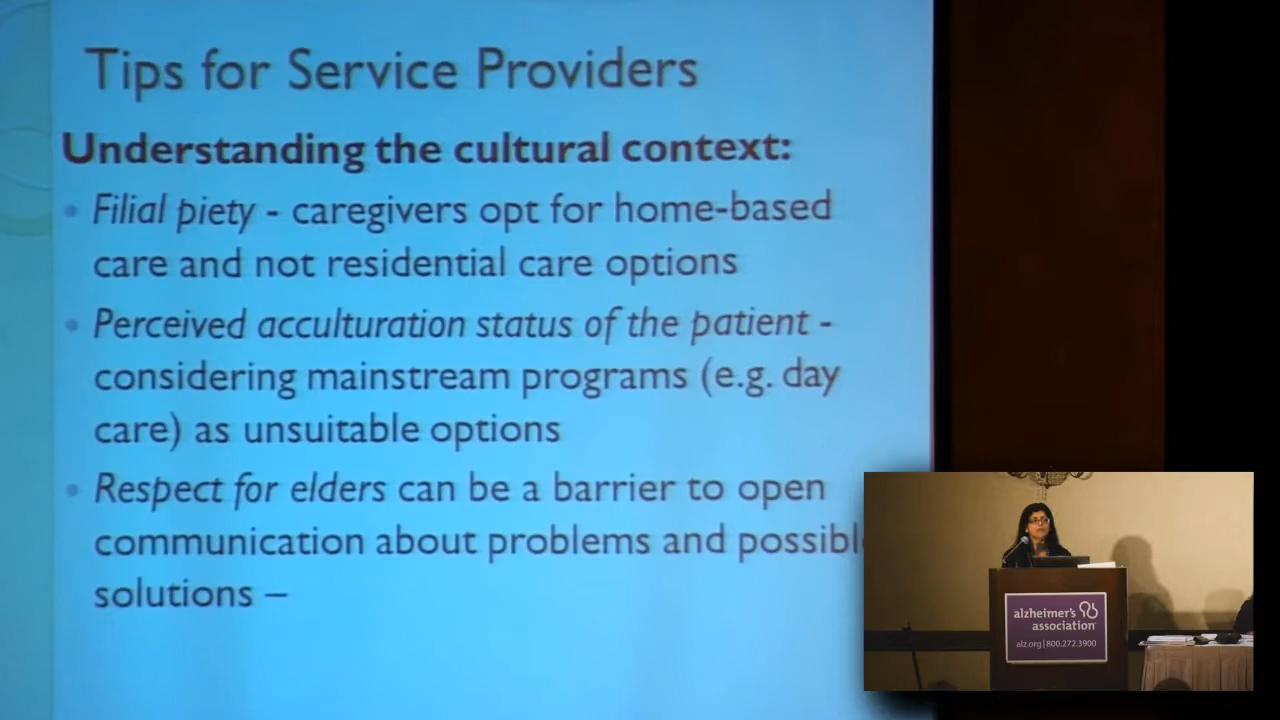 Tips for Service Providers
Understanding the cultural context:
• Filial piety - caregivers opt for home-based
care and not residential care options
• Perceived acculturation status of the patient -
considering mainstream programs (e.g. day
care) as unsuitable options
• Respect for elders can be a barrier to open
communication about problems and possibl
solutions –
alzheimer's
association
alz.org | 800.272.3900